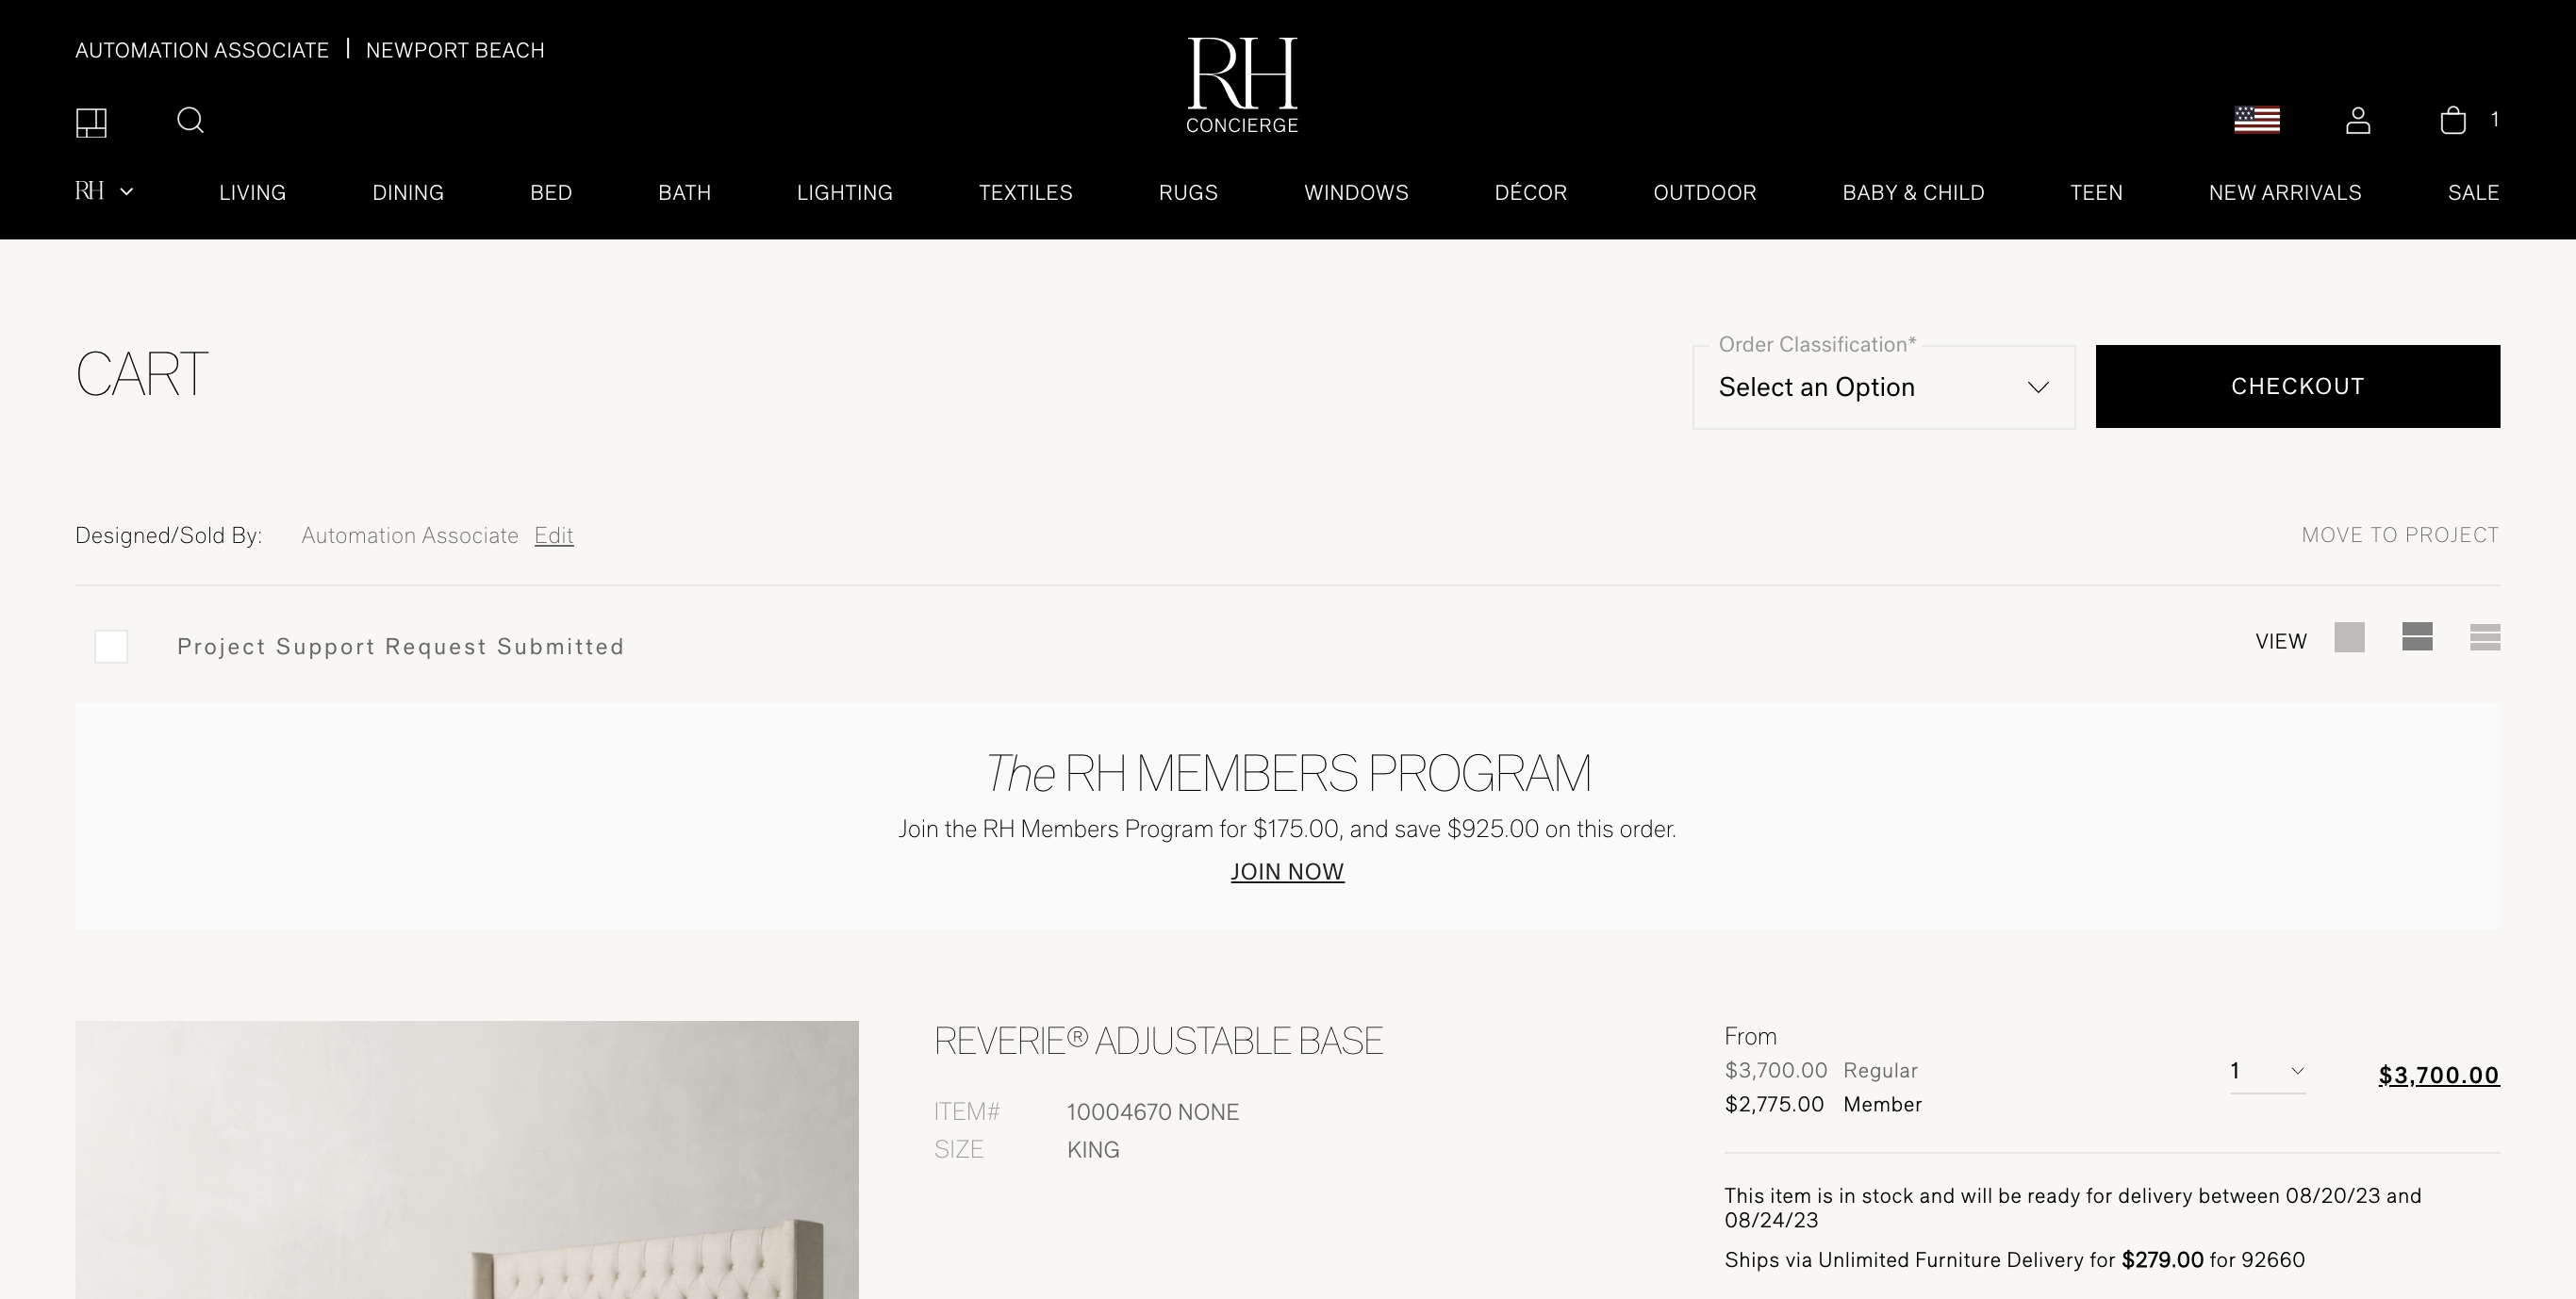 AUTOMATION ASSOCIATE | NEWPORT BEACH
RH
CONCIERGE
1
RH LIVING DINING BED BATH LIGHTING TEXTILES RUGS WINDOWS DÉCOR OUTDOOR BABY & CHILD TEEN NEW ARRIVALS SALE
CART
Order Classification*
Select an Option
CHECKOUT
Designed/Sold By: Automation Associate Edit
MOVE TO PROJECT
Project Support Request Submitted
VIEW
The RH MEMBERS PROGRAM
Join the RH Members Program for $175.00, and save $925.00 on this order.
JOIN NOW
REVERIE® ADJUSTABLE BASE
ITEM# 10004670 NONE
SIZE KING
From
$3,700.00 Regular
$2,775.00 Member
1
$3,700.00
This item is in stock and will be ready for delivery between 08/20/23 and
08/24/23
Ships via Unlimited Furniture Delivery for $279.00 for 92660